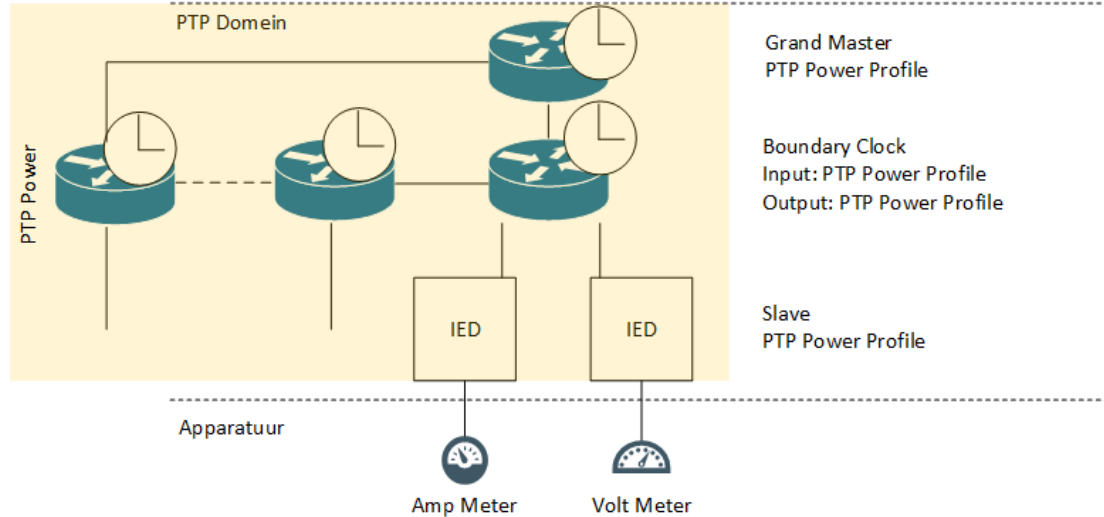 PTP Domein
Grand Master
PTP Power Profile
PTP Power
Boundary Clock
Input: PTP Power Profile
Output: PTP Power Profile
IED
IED
Slave
PTP Power Profile
Apparatuur
Amp Meter
Volt Meter